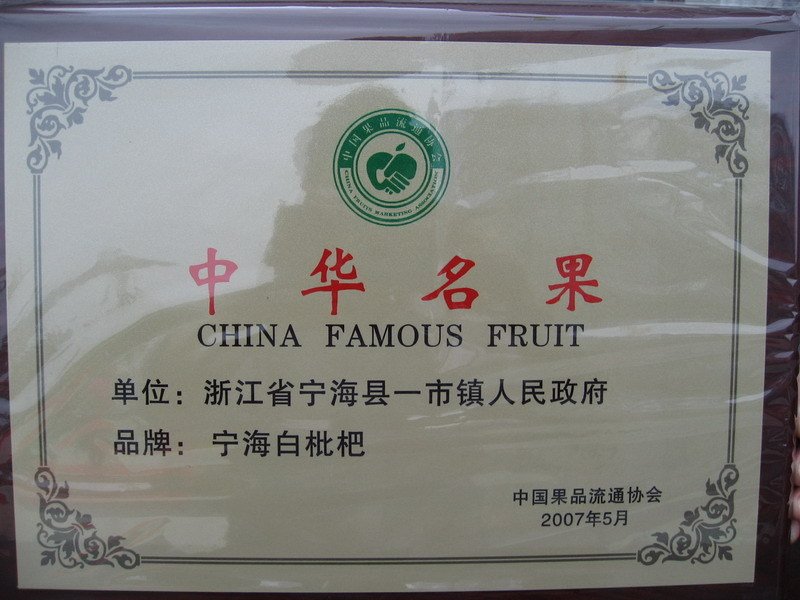 中国果品流通协会
CHINA FRUITS MARKETING ASSOCIATION
中华名果
CHINA FAMOUS FRUIT
单位：浙江省宁海县一市镇人民政府
品牌：宁海白枇杷
中国果品流通协会
2007年5月